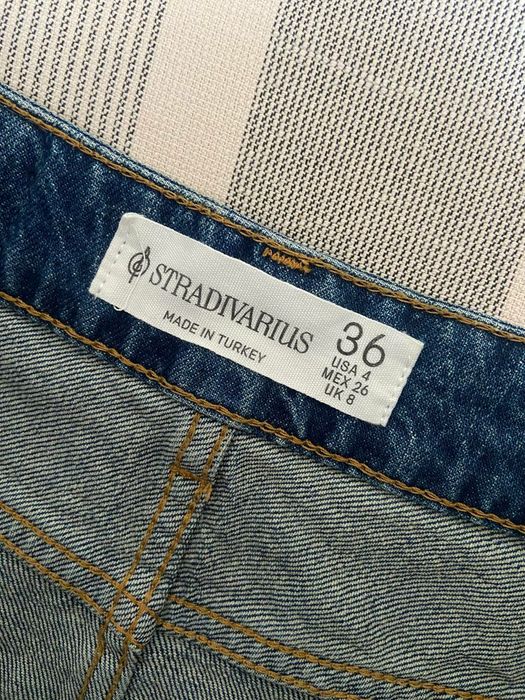 STRADIVARIUS
MADE IN TURKEY
36
USA 4
MEX 26
UK 8